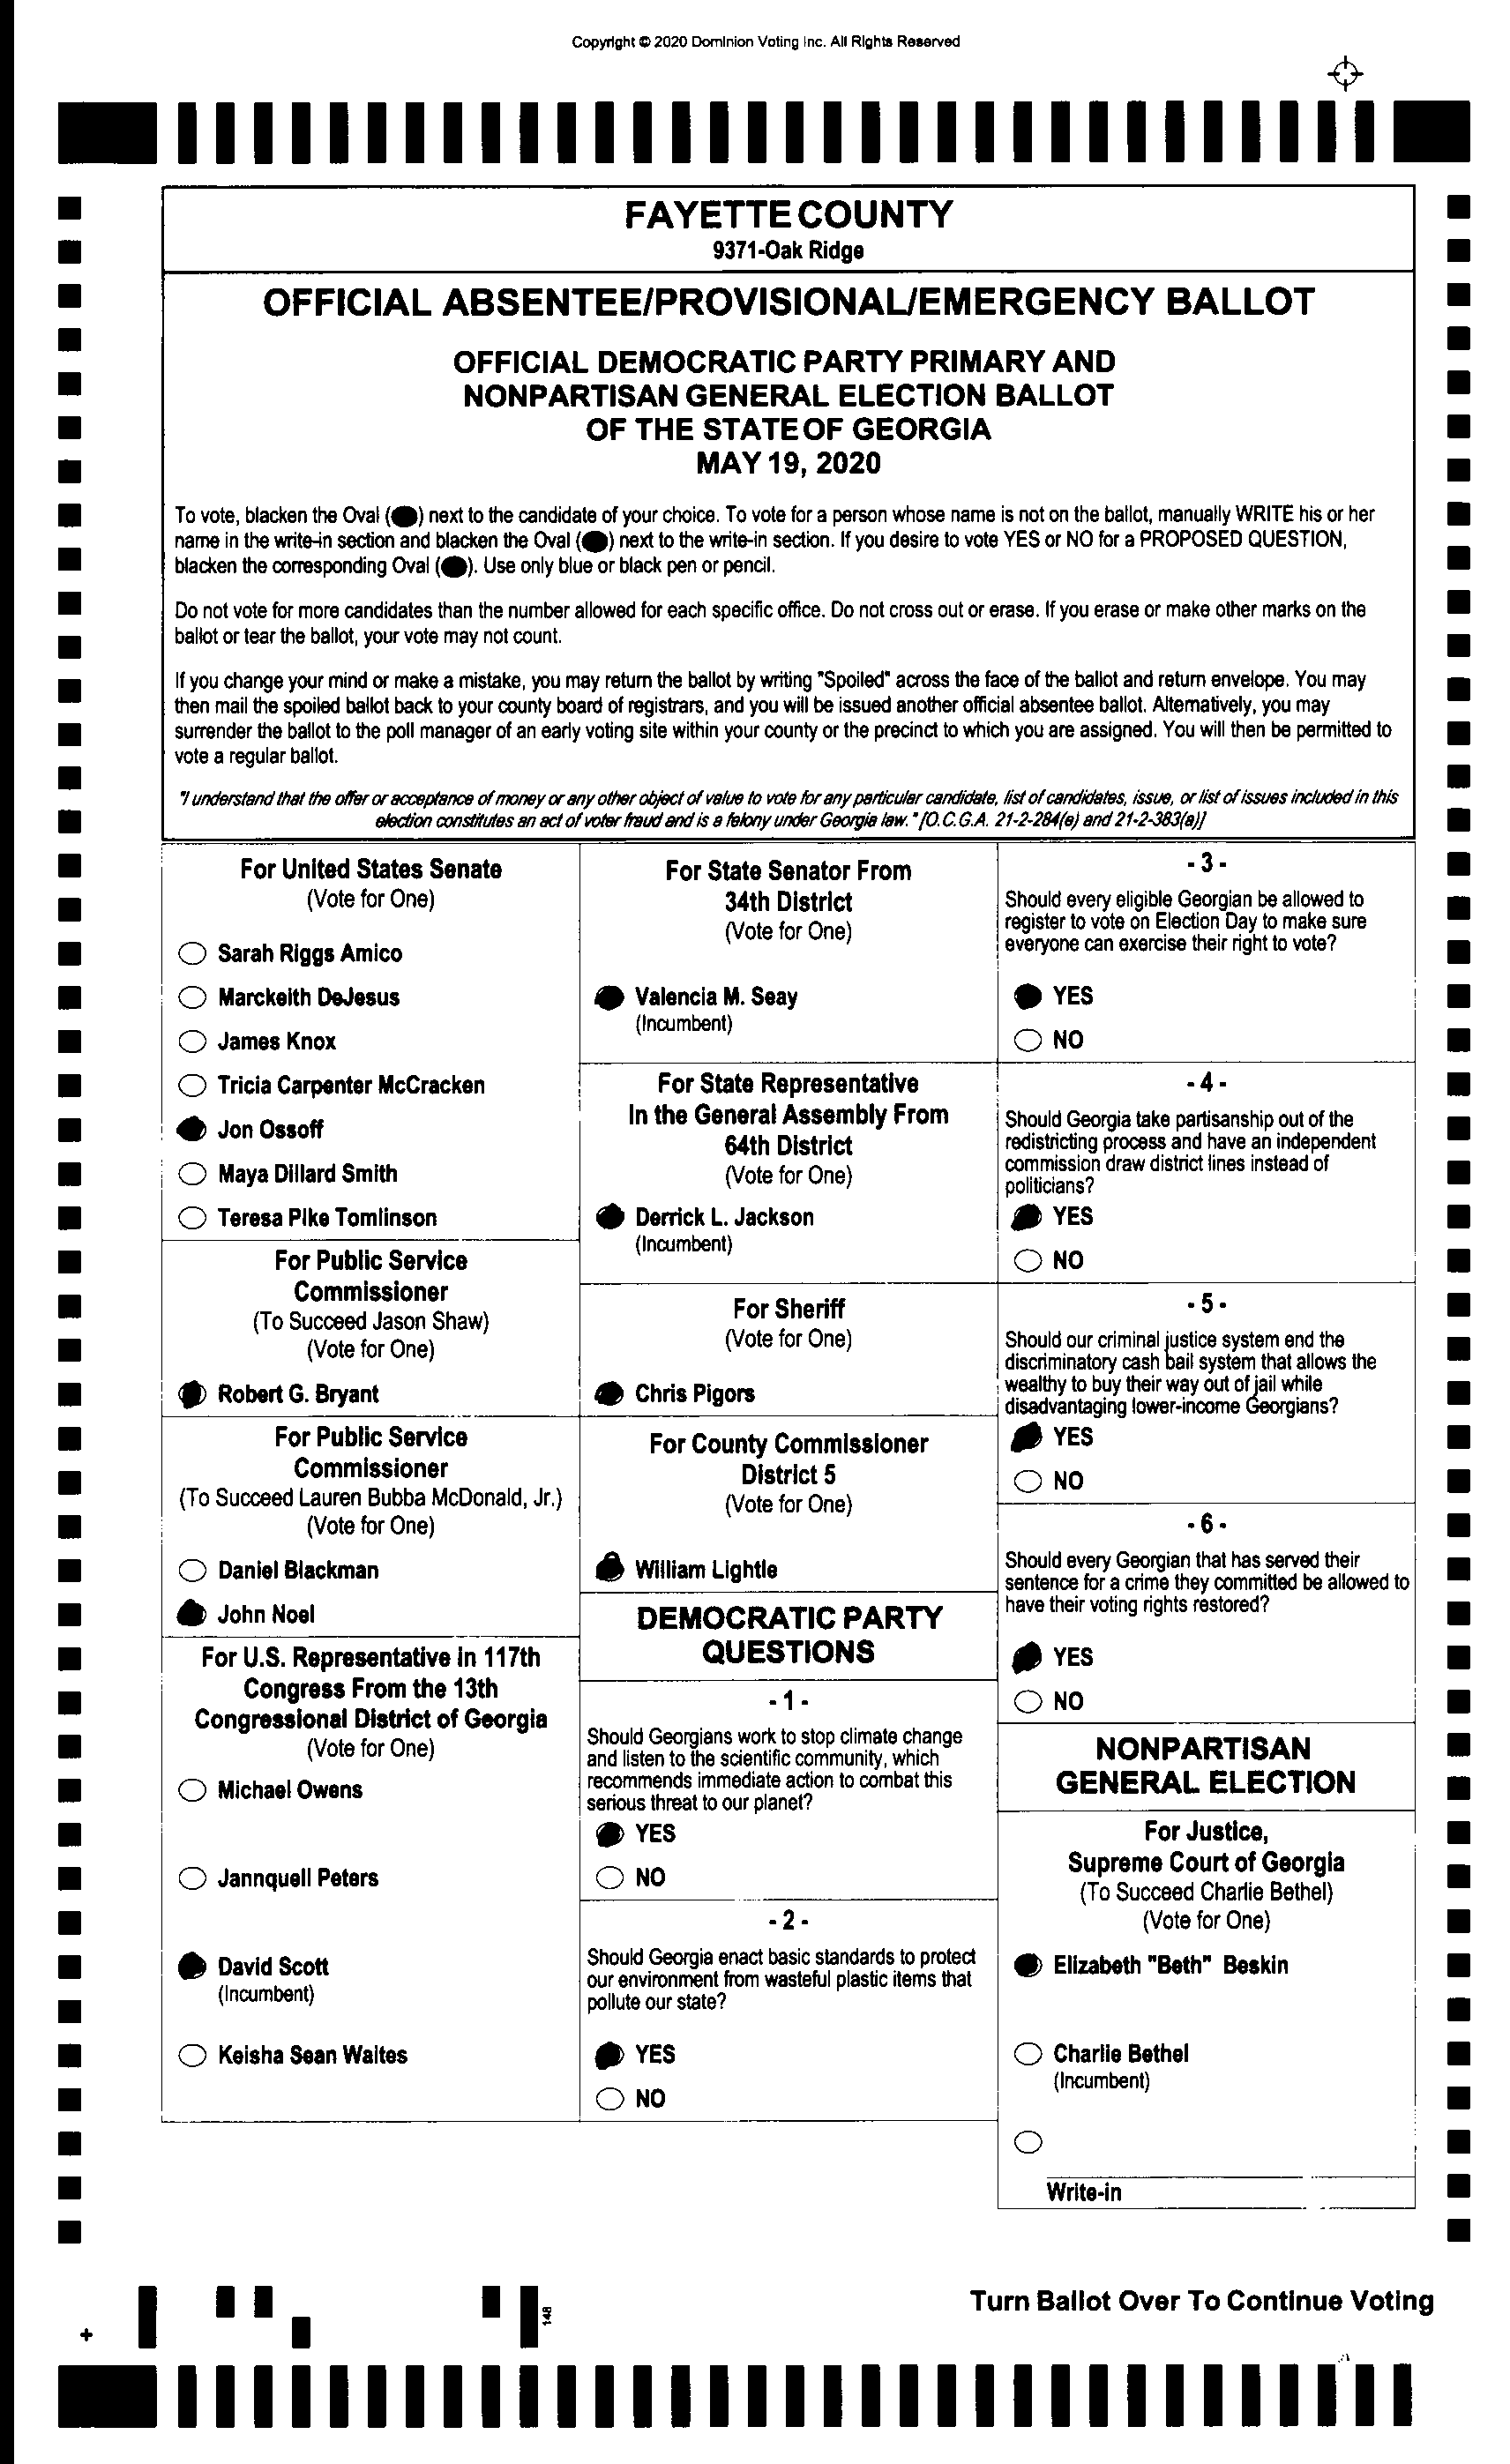 Copyright © 2020 Dominion Voting Inc. All Rights Reserved
FAYETTE COUNTY
9371-Oak Ridge
OFFICIAL ABSENTEE/PROVISIONAL/EMERGENCY BALLOT
OFFICIAL DEMOCRATIC PARTY PRIMARY AND
NONPARTISAN GENERAL ELECTION BALLOT
OF THE STATE OF GEORGIA
MAY 19, 2020
To vote, blacken the Oval () next to the candidate of your choice. To vote for a person whose name is not on the ballot, manually WRITE his or her
name in the write-in section and blacken the Oval () next to the write-in section. If you desire to vote YES or NO for a PROPOSED QUESTION,
blacken the corresponding Oval (). Use only blue or black pen or pencil.
Do not vote for more candidates than the number allowed for each specific office. Do not cross out or erase. If you erase or make other marks on the
ballot or tear the ballot, your vote may not count.
If you change your mind or make a mistake, you may return the ballot by writing "Spoiled" across the face of the ballot and return envelope. You may
then mail the spoiled ballot back to your county board of registrars, and you will be issued another official absentee ballot. Alternatively, you may
surrender the ballot to the poll manager of an early voting site within your county or the precinct to which you are assigned. You will then be permitted to
vote a regular ballot.
"I understand that the offer or acceptance of money or any other object of value to vote for any particular candidate, list of candidates, issue, or list of issues included in this
election constitutes an act of voter fraud and is a felony under Georgia law." [O.C.G.A. 21-2-284(e) and 21-2-383(a)]
For United States Senate
(Vote for One)
Sarah Riggs Amico
Marckeith DeJesus
James Knox
Tricia Carpenter McCracken
Jon Ossoff
Maya Dillard Smith
Teresa Pike Tomlinson
For Public Service
Commissioner
(To Succeed Jason Shaw)
(Vote for One)
Robert G. Bryant
For Public Service
Commissioner
(To Succeed Lauren Bubba McDonald, Jr.)
(Vote for One)
Daniel Blackman
John Noel
For U.S. Representative in 117th
Congress From the 13th
Congressional District of Georgia
(Vote for One)
Michael Owens
Jannquell Peters
David Scott
(Incumbent)
Keisha Sean Waites
For State Senator From
34th District
(Vote for One)
Valencia M. Seay
(Incumbent)
For State Representative
In the General Assembly From
64th District
(Vote for One)
Derrick L. Jackson
(Incumbent)
For Sheriff
(Vote for One)
Chris Pigors
For County Commissioner
District 5
(Vote for One)
William Lightle
DEMOCRATIC PARTY
QUESTIONS
- 1 -
Should Georgians work to stop climate change
and listen to the scientific community, which
recommends immediate action to combat this
serious threat to our planet?
YES
NO
- 2 -
Should Georgia enact basic standards to protect
our environment from wasteful plastic items that
pollute our state?
YES
NO
- 3 -
Should every eligible Georgian be allowed to
register to vote on Election Day to make sure
everyone can exercise their right to vote?
YES
NO
- 4 -
Should Georgia take partisanship out of the
redistricting process and have an independent
commission draw district lines instead of
politicians?
YES
NO
- 5 -
Should our criminal justice system end the
discriminatory cash bail system that allows the
wealthy to buy their way out of jail while
disadvantaging lower-income Georgians?
YES
NO
- 6 -
Should every Georgian that has served their
sentence for a crime they committed be allowed to
have their voting rights restored?
YES
NO
NONPARTISAN
GENERAL ELECTION
For Justice,
Supreme Court of Georgia
(To Succeed Charlie Bethel)
(Vote for One)
Elizabeth "Beth" Beskin
Charlie Bethel
(Incumbent)
Write-in
148
Turn Ballot Over To Continue Voting